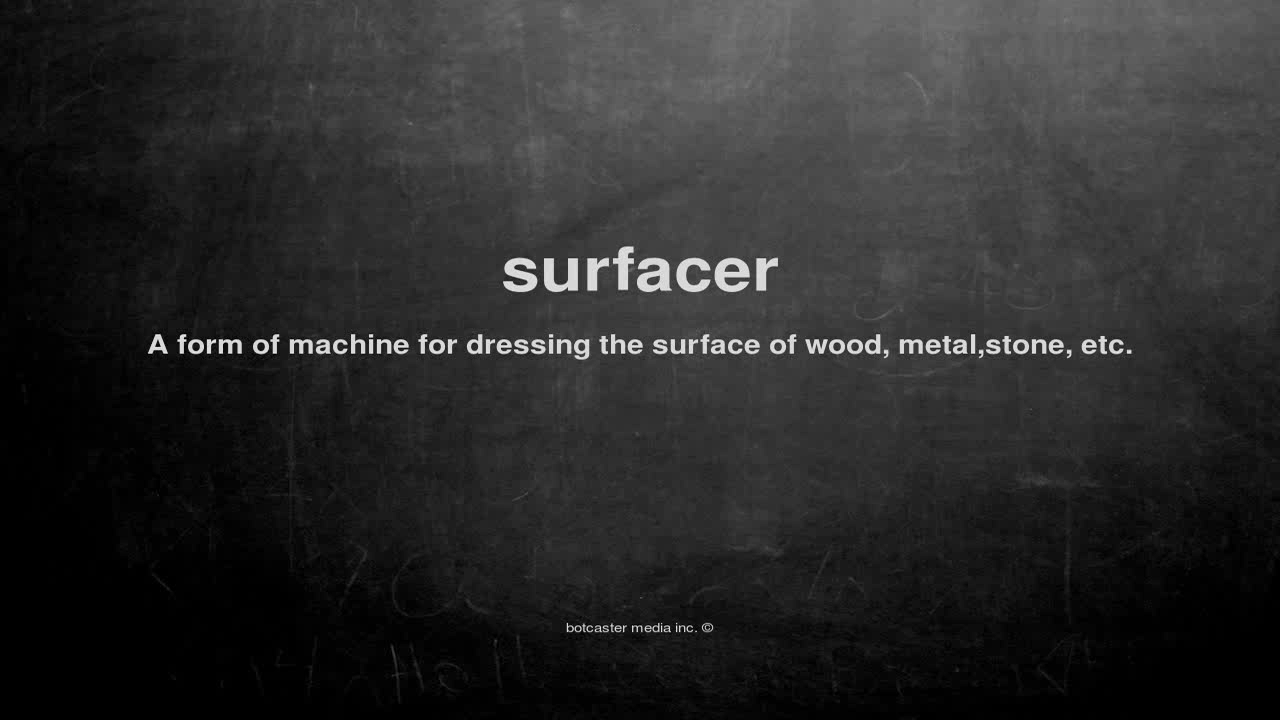 surfacer
A form of machine for dressing the surface of wood, metal,stone, etc.
botcaster media inc. ©